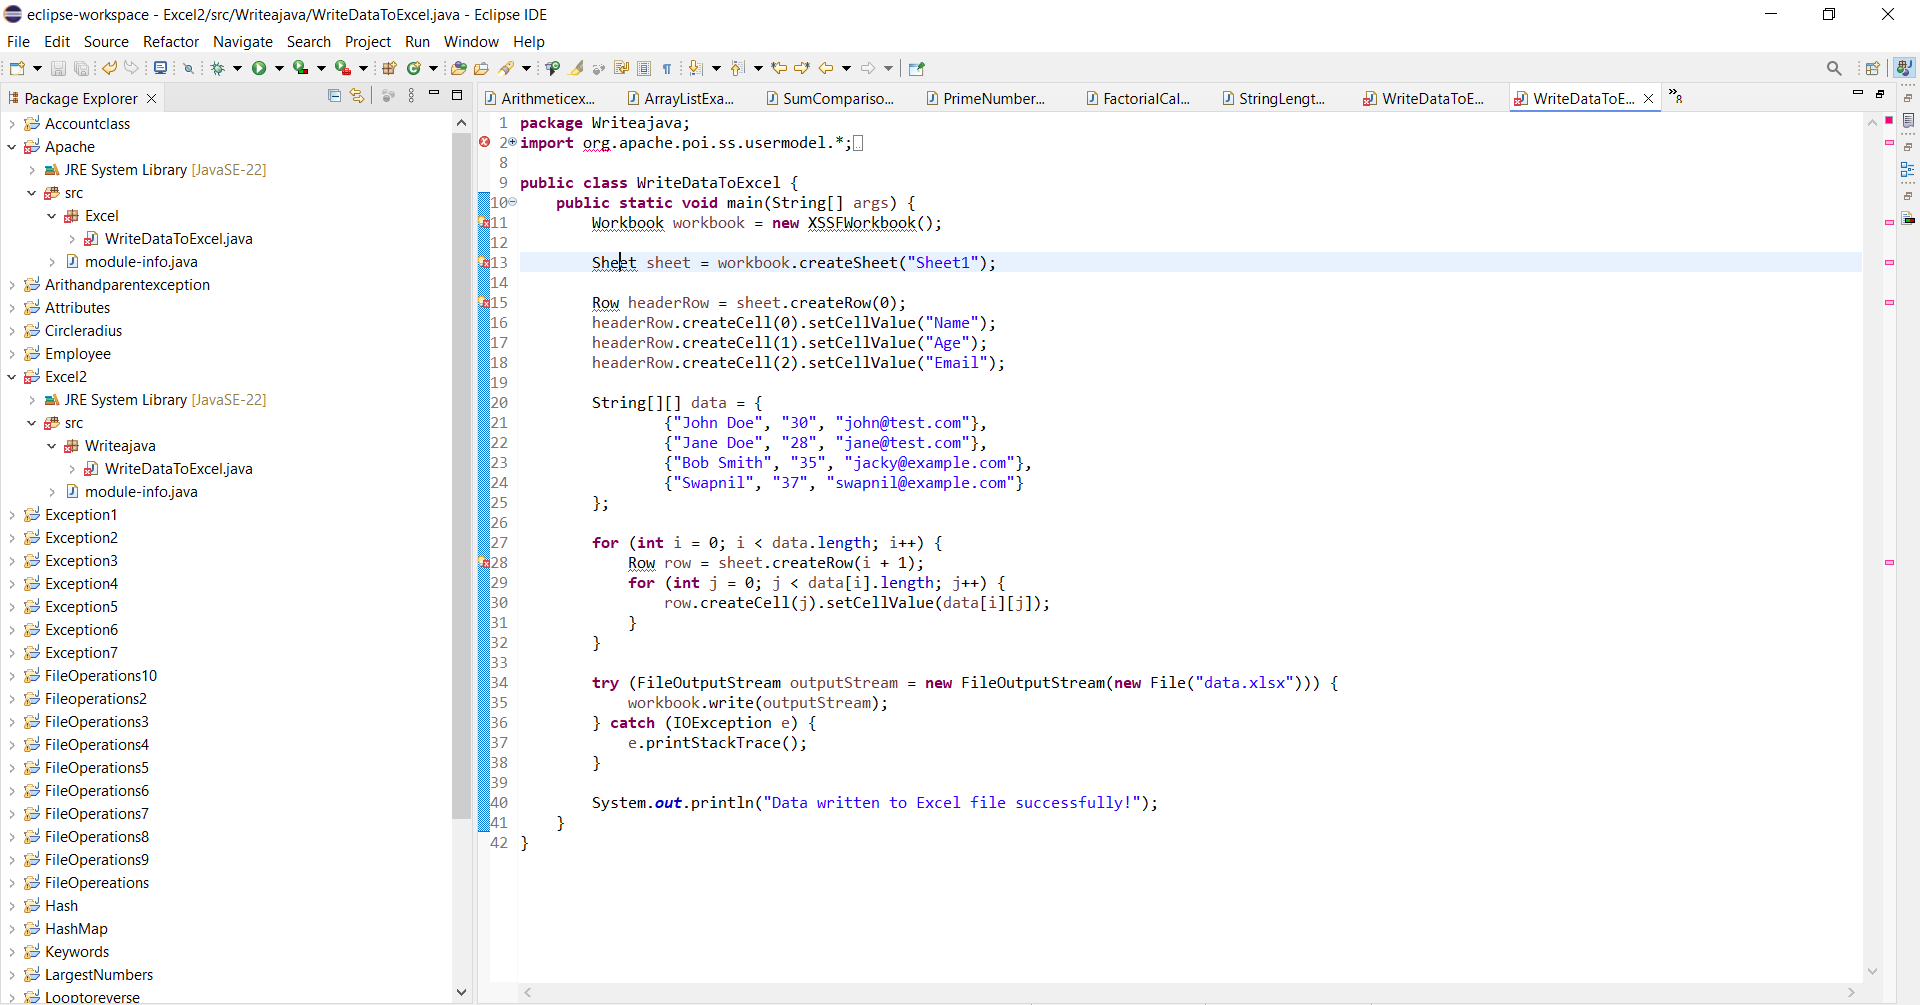 eclipse-workspace - Excel2/src/Writeajava/WriteDataToExcel.java - Eclipse IDE
File Edit Source Refactor Navigate Search Project Run Window Help
Package Explorer
Accountclass
Apache
JRE System Library [JavaSE-22]
src
Excel
WriteDataToExcel.java
module-info.java
Arithandparentexception
Attributes
Circleradius
Employee
Excel2
JRE System Library [JavaSE-22]
src
Writeajava
WriteDataToExcel.java
module-info.java
Exception1
Exception2
Exception3
Exception4
Exception5
Exception6
Exception7
FileOperations10
Fileoperations2
FileOperations3
FileOperations4
FileOperations5
FileOperations6
FileOperations7
FileOperations8
FileOperations9
FileOpereations
Hash
HashMap
Keywords
LargestNumbers
Looptoreverse
Arithmeticex... ArrayListExa... SumCompariso... PrimeNumber... FactorialCal... StringLengt... WriteDataToE... WriteDataToE... »8
1 package Writeajava;
2 import org.apache.poi.ss.usermodel.*;
8
9 public class WriteDataToExcel {
10 public static void main(String[] args) {
11 Workbook workbook = new XSSFWorkbook();
12
13 Sheet sheet = workbook.createSheet("Sheet1");
14
15 Row headerRow = sheet.createRow(0);
16 headerRow.createCell(0).setCellValue("Name");
17 headerRow.createCell(1).setCellValue("Age");
18 headerRow.createCell(2).setCellValue("Email");
19
20 String[][] data = {
21 {"John Doe", "30", "john@test.com"},
22 {"Jane Doe", "28", "jane@test.com"},
23 {"Bob Smith", "35", "jacky@example.com"},
24 {"Swapnil", "37", "swapnil@example.com"}
25 };
26
27 for (int i = 0; i < data.length; i++) {
28 Row row = sheet.createRow(i + 1);
29 for (int j = 0; j < data[i].length; j++) {
30 row.createCell(j).setCellValue(data[i][j]);
31 }
32 }
33
34 try (FileOutputStream outputStream = new FileOutputStream(new File("data.xlsx"))) {
35 workbook.write(outputStream);
36 } catch (IOException e) {
37 e.printStackTrace();
38 }
39
40 System.out.println("Data written to Excel file successfully!");
41 }
42 }